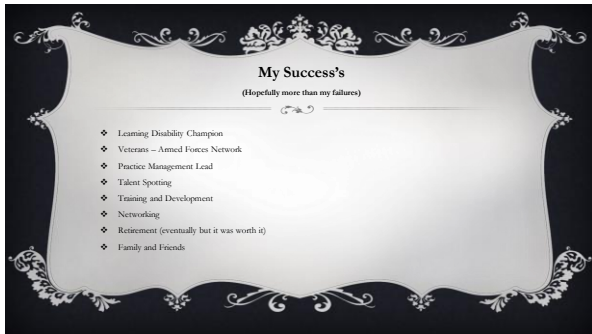 My Success's
(Hopefully more than my failures)
❖ Learning Disability Champion
❖ Veterans – Armed Forces Network
❖ Practice Management Lead
❖ Talent Spotting
❖ Training and Development
❖ Networking
❖ Retirement (eventually but it was worth it)
❖ Family and Friends